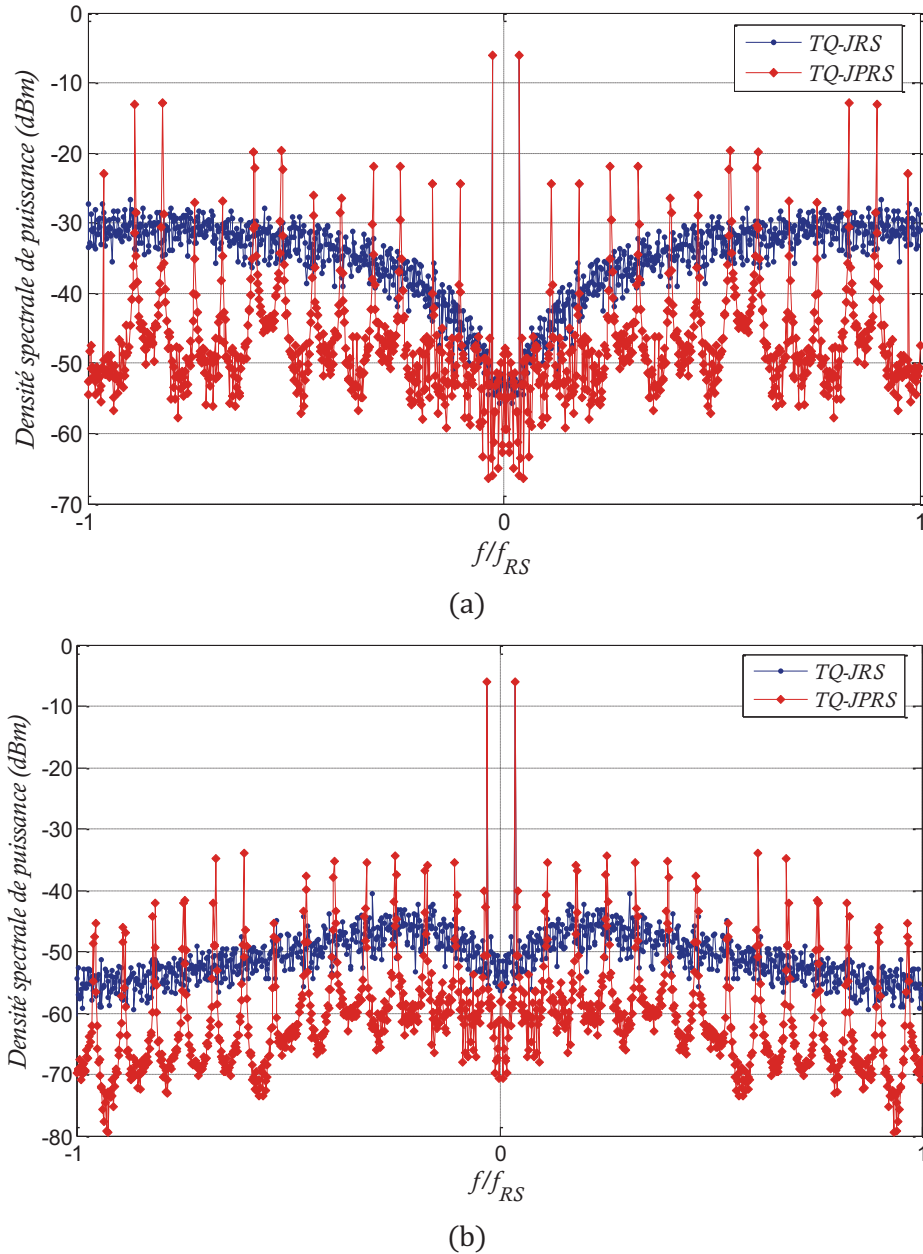 0
-10
-20
-30
-40
-50
-60
-70
Densité spectrale de puissance (dBm)
TQ-JRS
TQ-JPRS
-1
0
1
f/f_RS
(a)
0
-10
-20
-30
-40
-50
-60
-70
-80
Densité spectrale de puissance (dBm)
TQ-JRS
TQ-JPRS
-1
0
1
f/f_RS
(b)